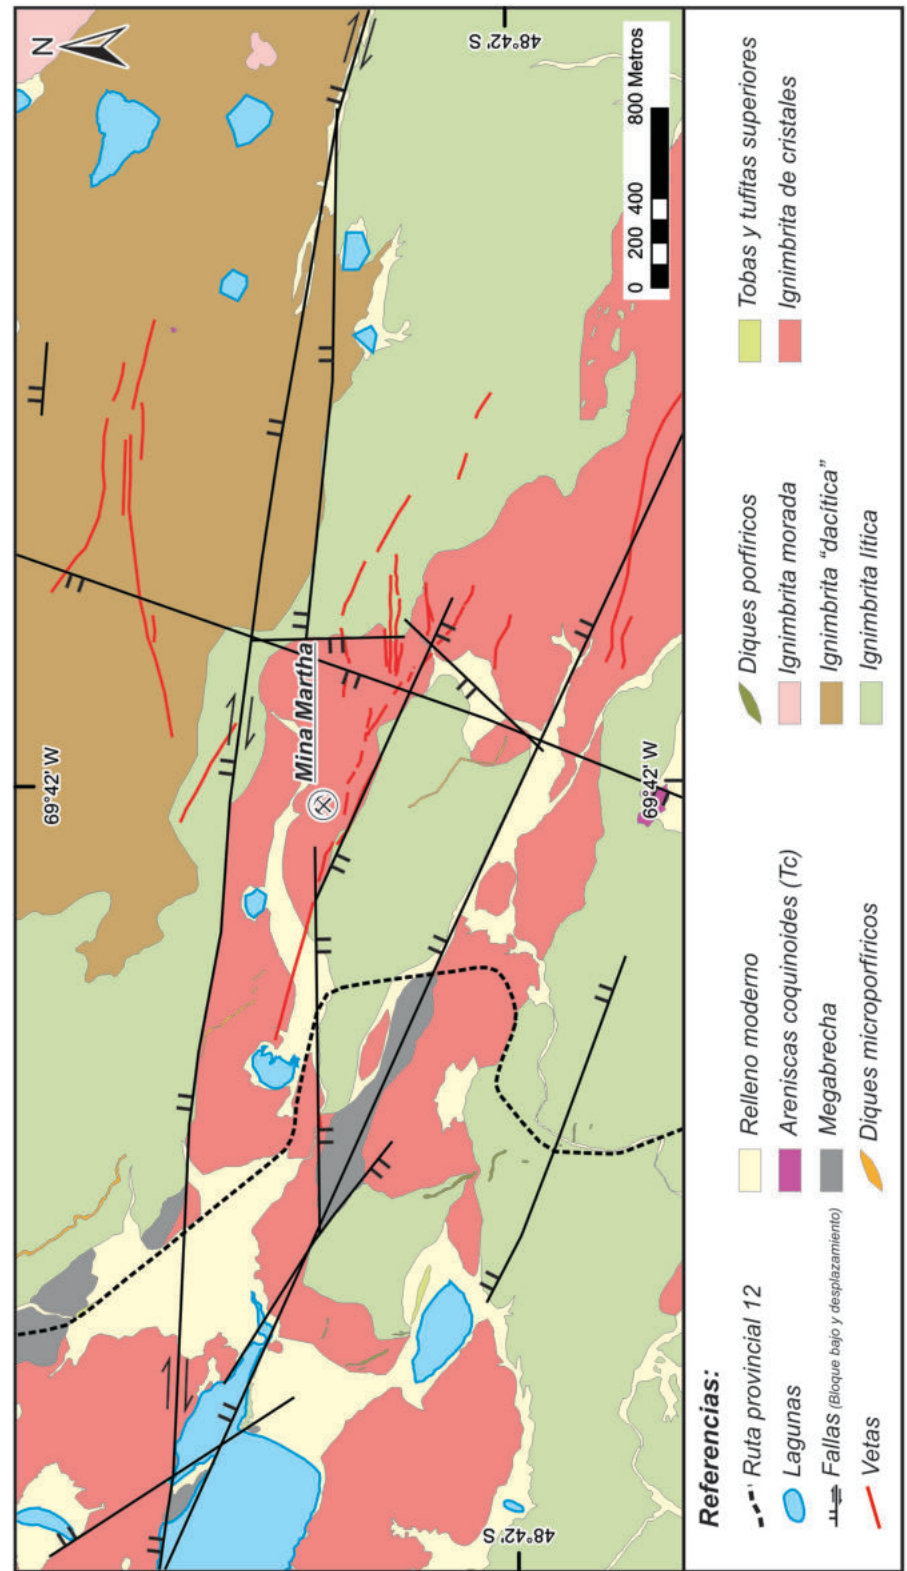 N
69°42' W
48°42' S
48°42' S
Mina Martha
69°42' W
0 200 400 800 Metros
Referencias:
Ruta provincial 12
Lagunas
Fallas (Bloque bajo y desplazamiento)
Vetas
Relleno moderno
Areniscas coquinoides (Tc)
Megabrecha
Diques microporfíricos
Diques porfíricos
Ignimbrita morada
Ignimbrita "dacítica"
Ignimbrita lítica
Tobas y tufitas superiores
Ignimbrita de cristales